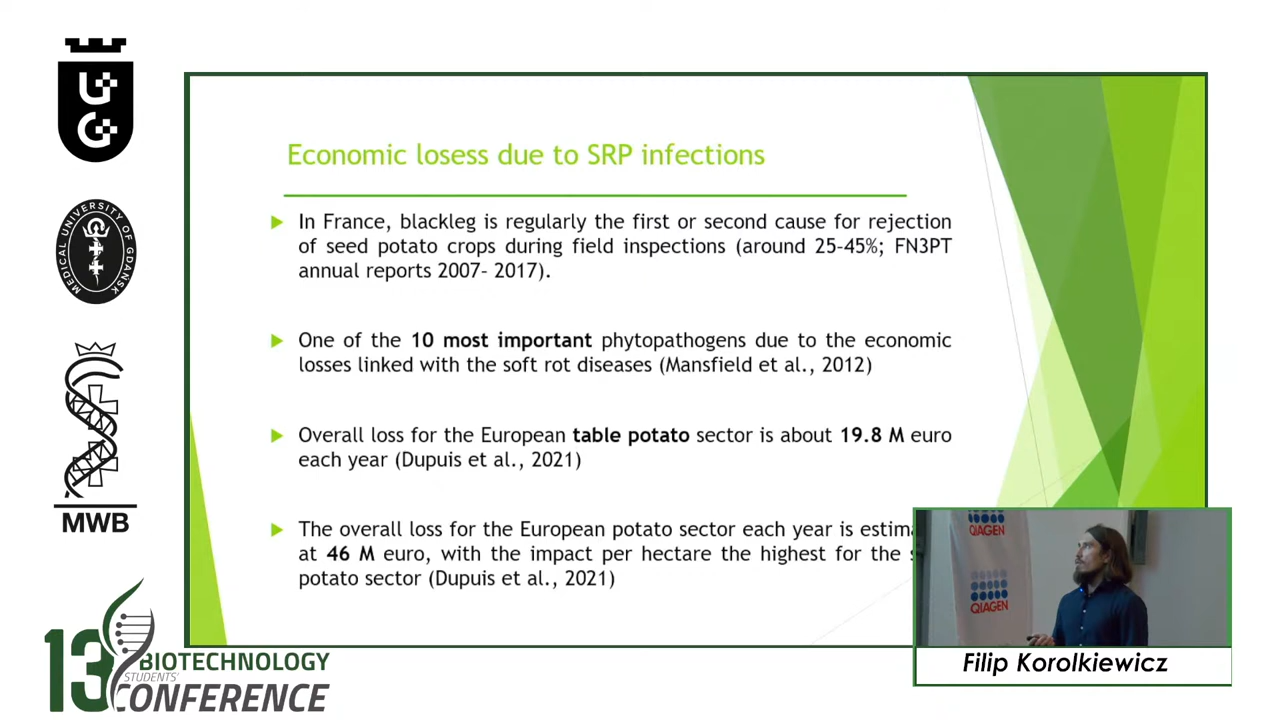 Economic losess due to SRP infections
In France, blackleg is regularly the first or second cause for rejection
of seed potato crops during field inspections (around 25-45%; FN3PT
annual reports 2007- 2017).
One of the 10 most important phytopathogens due to the economic
losses linked with the soft rot diseases (Mansfield et al., 2012)
Overall loss for the European table potato sector is about 19.8 M euro
each year (Dupuis et al., 2021)
The overall loss for the European potato sector each year is estima
at 46 M euro, with the impact per hectare the highest for the s
potato sector (Dupuis et al., 2021)
UG
MEDICAL UNIVERSITY OF GDANSK
MWB
13 BIOTECHNOLOGY
STUDENTS'
CONFERENCE
QIAGEN
QIAGEN
Filip Korolkiewicz